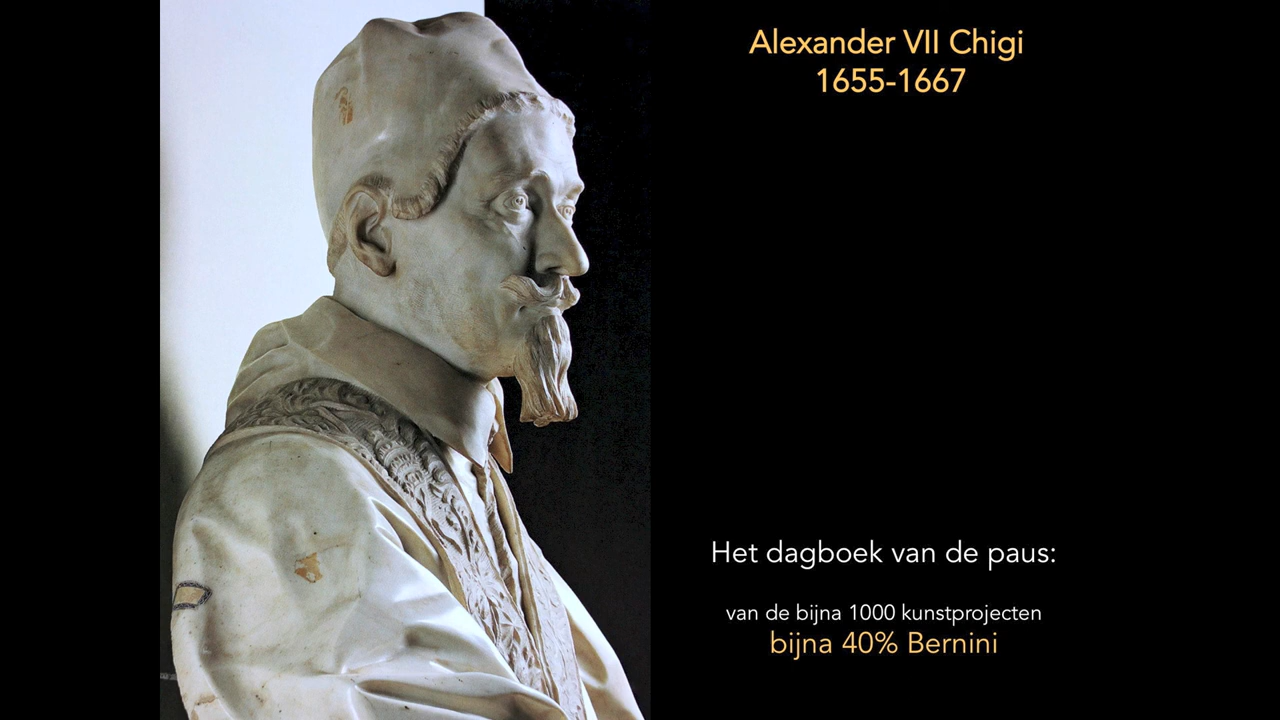 Alexander VII Chigi
1655-1667
Het dagboek van de paus:
van de bijna 1000 kunstprojecten
bijna 40% Bernini